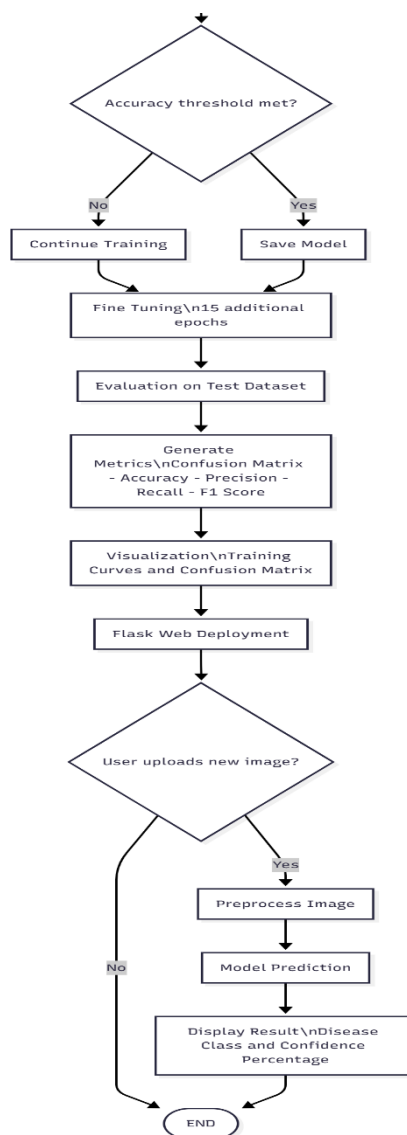 Accuracy threshold met?
No
Yes
Continue Training
Save Model
Fine Tuning\n15 additional
epochs
Evaluation on Test Dataset
Generate
Metrics\nConfusion Matrix
- Accuracy - Precision -
Recall - F1 Score
Visualization\nTraining
Curves and Confusion Matrix
Flask Web Deployment
User uploads new image?
Yes
Preprocess Image
No
Model Prediction
Display Result\nDisease
Class and Confidence
Percentage
END